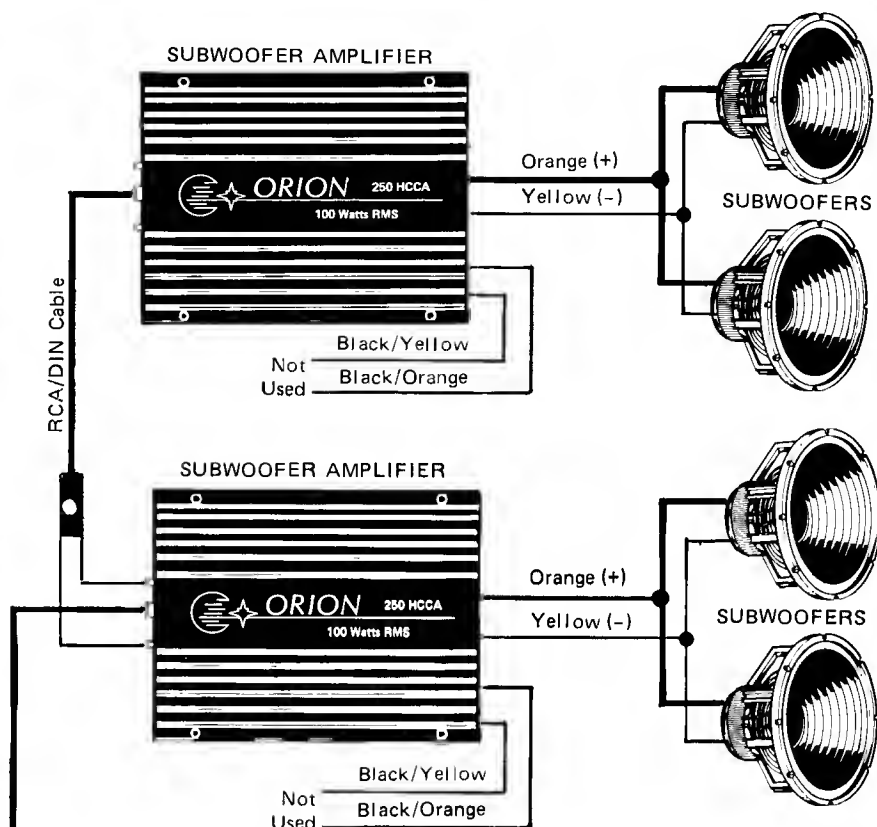 SUBWOOFER AMPLIFIER
ORION 250 HCCA
100 Watts RMS
Orange (+)
Yellow (-)
SUBWOOFERS
RCA/DIN Cable
Black/Yellow
Not
Used Black/Orange
SUBWOOFER AMPLIFIER
ORION 250 HCCA
100 Watts RMS
Orange (+)
Yellow (-)
SUBWOOFERS
Black/Yellow
Not
Used Black/Orange